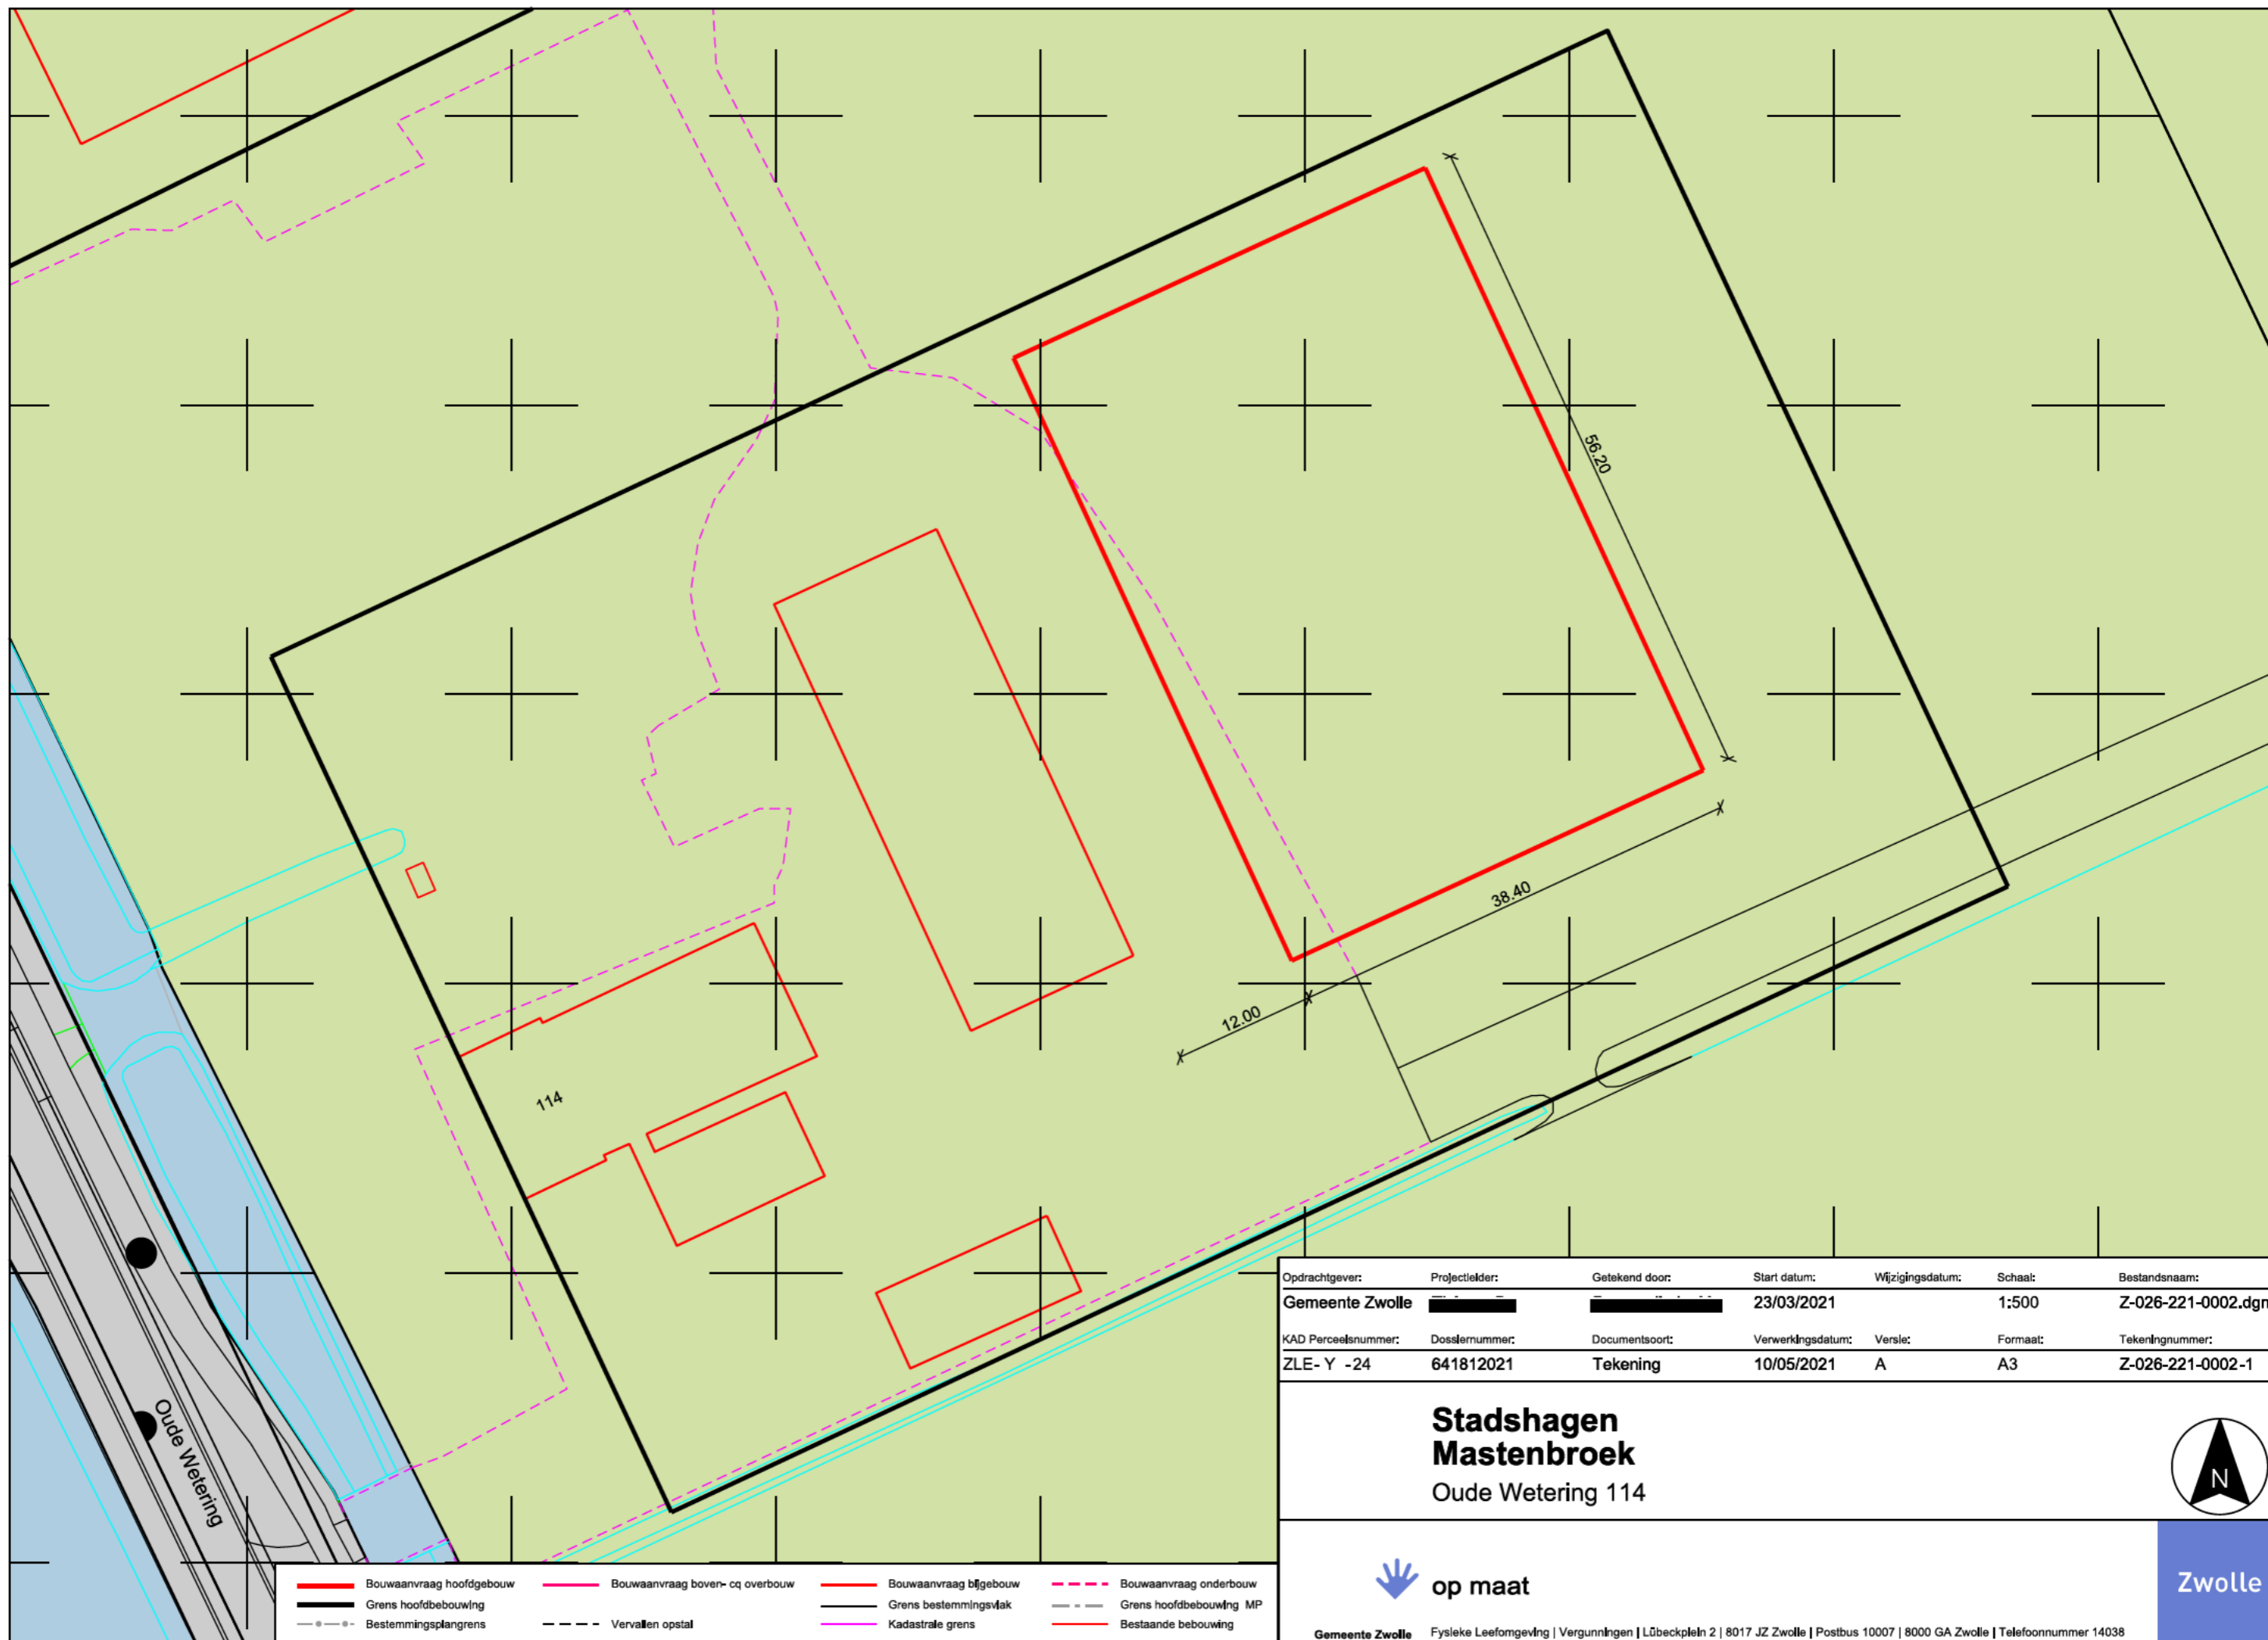 56.20
38.40
12.00
114
Oude Wetering
Opdrachtgever: Projectleider: Getekend door: Start datum: Wijzigingsdatum: Schaal: Bestandsnaam:
Gemeente Zwolle 23/03/2021 1:500 Z-026-221-0002.dgn
KAD Perceelsnummer: Dossiernummer: Documentsoort: Verwerkingsdatum: Versie: Formaat: Tekeningnummer:
ZLE- Y -24 641812021 Tekening 10/05/2021 A A3 Z-026-221-0002-1
Stadshagen
Mastenbroek
Oude Wetering 114
N
op maat
Zwolle
Gemeente Zwolle Fysieke Leefomgeving | Vergunningen | Lübeckplein 2 | 8017 JZ Zwolle | Postbus 10007 | 8000 GA Zwolle | Telefoonnummer 14038
Bouwaanvraag hoofdgebouw Bouwaanvraag boven- cq overbouw Bouwaanvraag bijgebouw Bouwaanvraag onderbouw
Grens hoofdbebouwing Grens bestemmingsvlak Grens hoofdbebouwing MP
Bestemmingsplangrens Vervallen opstal Kadastrale grens Bestaande bebouwing